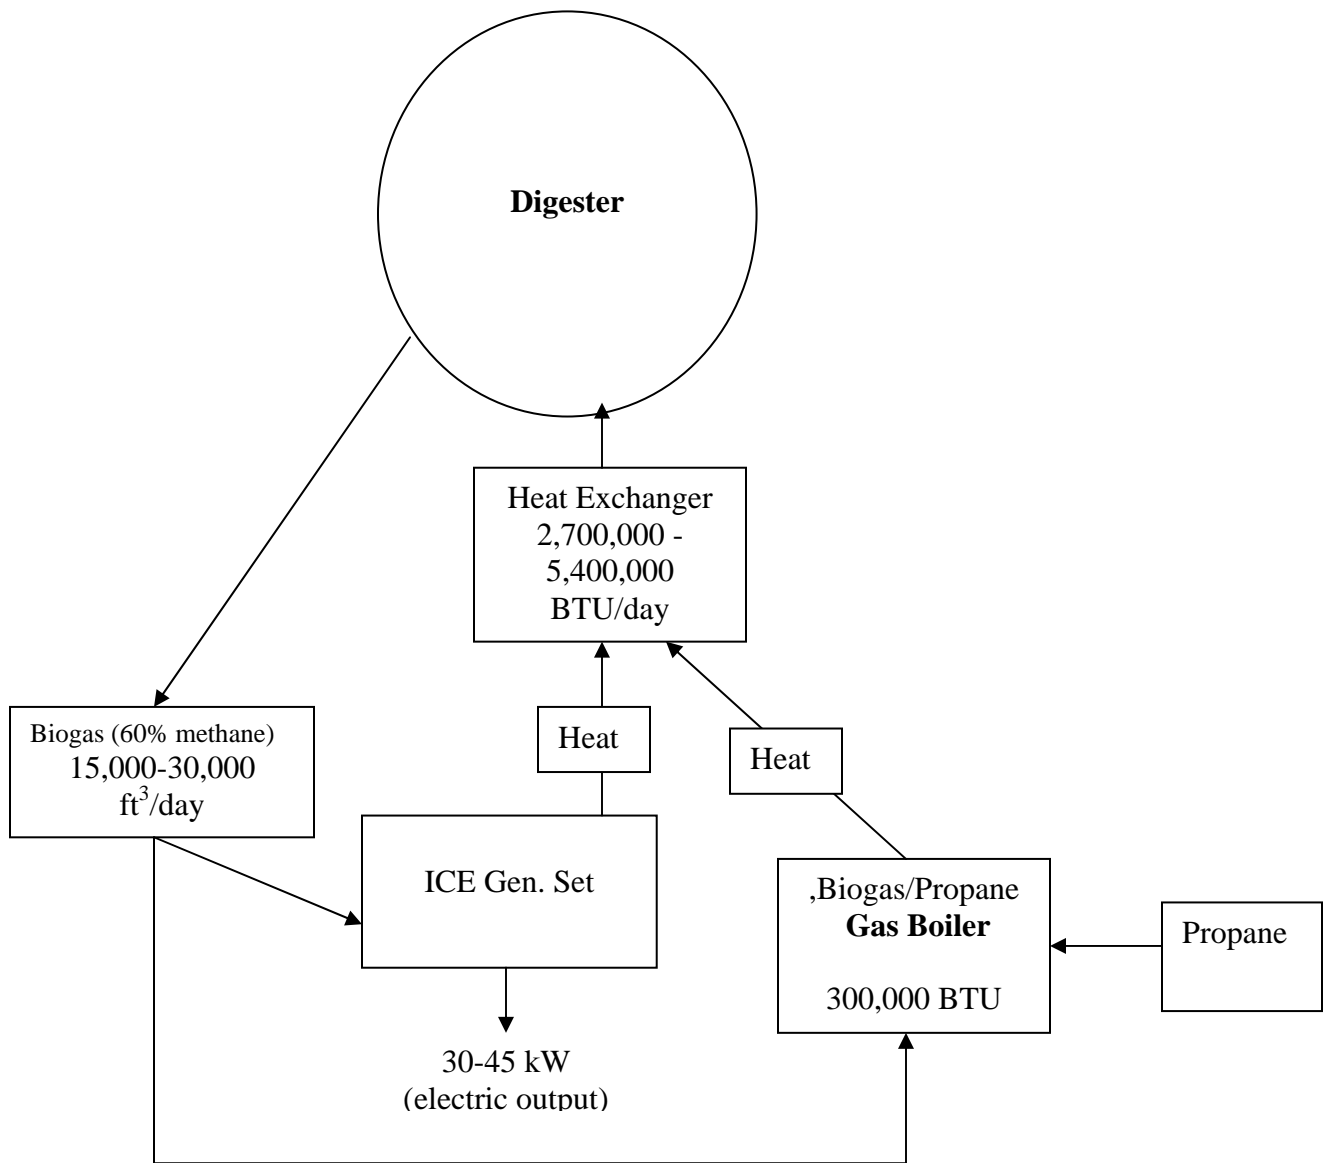 Digester
Heat Exchanger
2,700,000 -
5,400,000
BTU/day
Biogas (60% methane)
15,000-30,000
ft³/day
Heat
Heat
ICE Gen. Set
,Biogas/Propane
Gas Boiler
300,000 BTU
Propane
30-45 kW
(electric output)